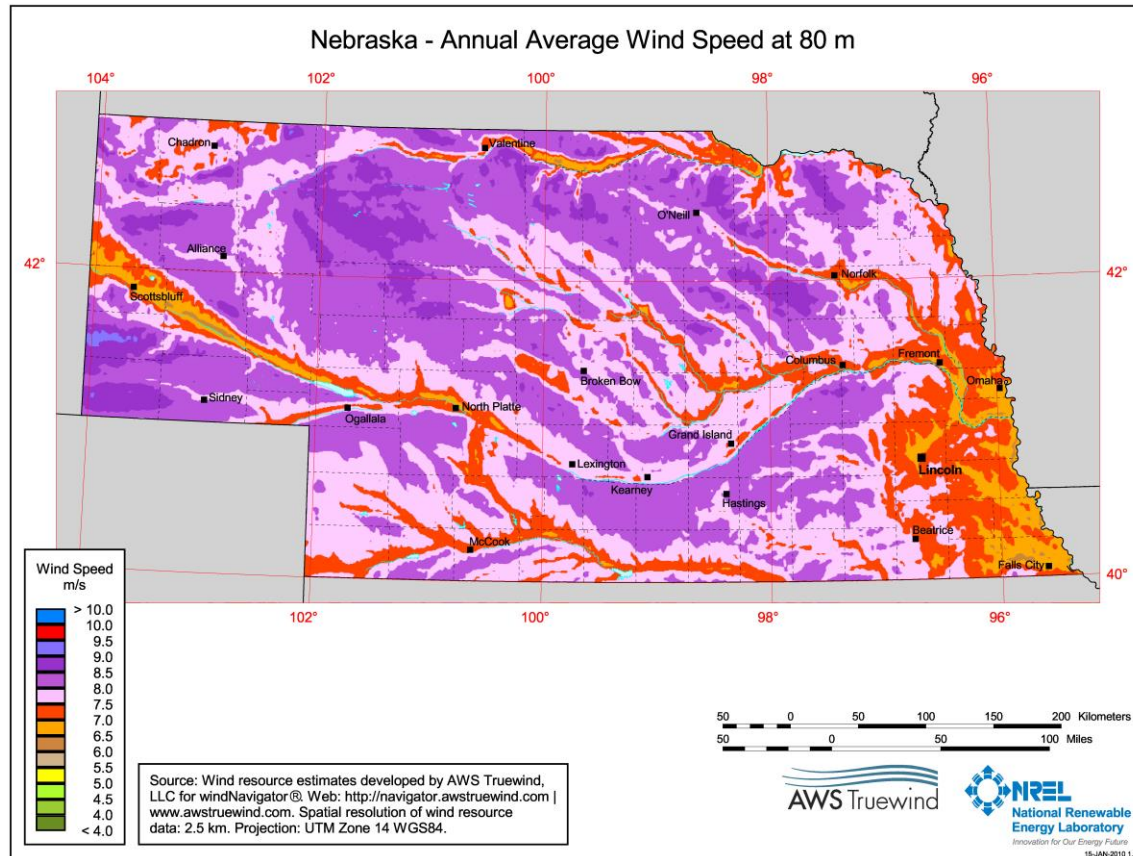 Nebraska - Annual Average Wind Speed at 80 m
104° 102° 100° 98° 96°
Chadron
Valentine
O'Neill
Alliance
42° 42°
Norfolk
Scottsbluff
Columbus
Fremont
Broken Bow
Omaha
Sidney
North Platte
Ogallala
Grand Island
Lexington
Lincoln
Kearney
Hastings
Beatrice
McCook
Falls City
40°
102° 100° 98° 96°
Wind Speed
m/s
> 10.0
10.0
9.5
9.0
8.5
8.0
7.5
7.0
6.5
6.0
5.5
5.0
4.5
4.0
< 4.0
50 0 50 100 150 200 Kilometers
50 0 50 100 Miles
Source: Wind resource estimates developed by AWS Truewind,
LLC for windNavigator®. Web: http://navigator.awstruewind.com |
www.awstruewind.com. Spatial resolution of wind resource
data: 2.5 km. Projection: UTM Zone 14 WGS84.
AWS Truewind
NREL
National Renewable
Energy Laboratory
Innovation for Our Energy Future
15-JAN-2010 1.